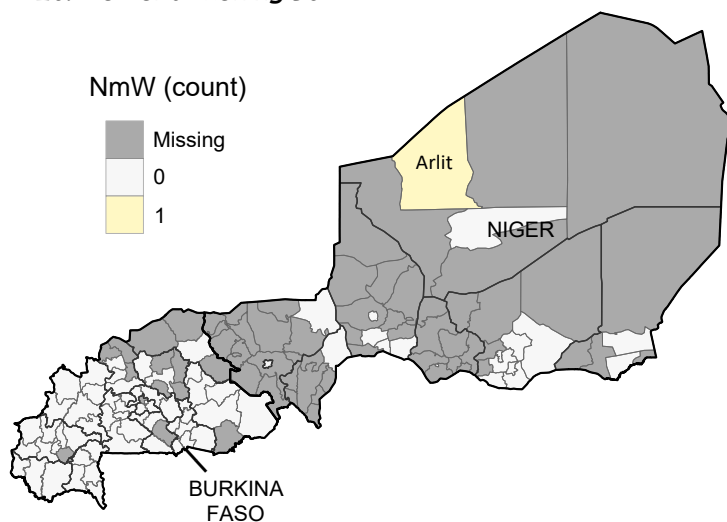 NmW (count)
Missing
0
1
Arlit
NIGER
BURKINA
FASO